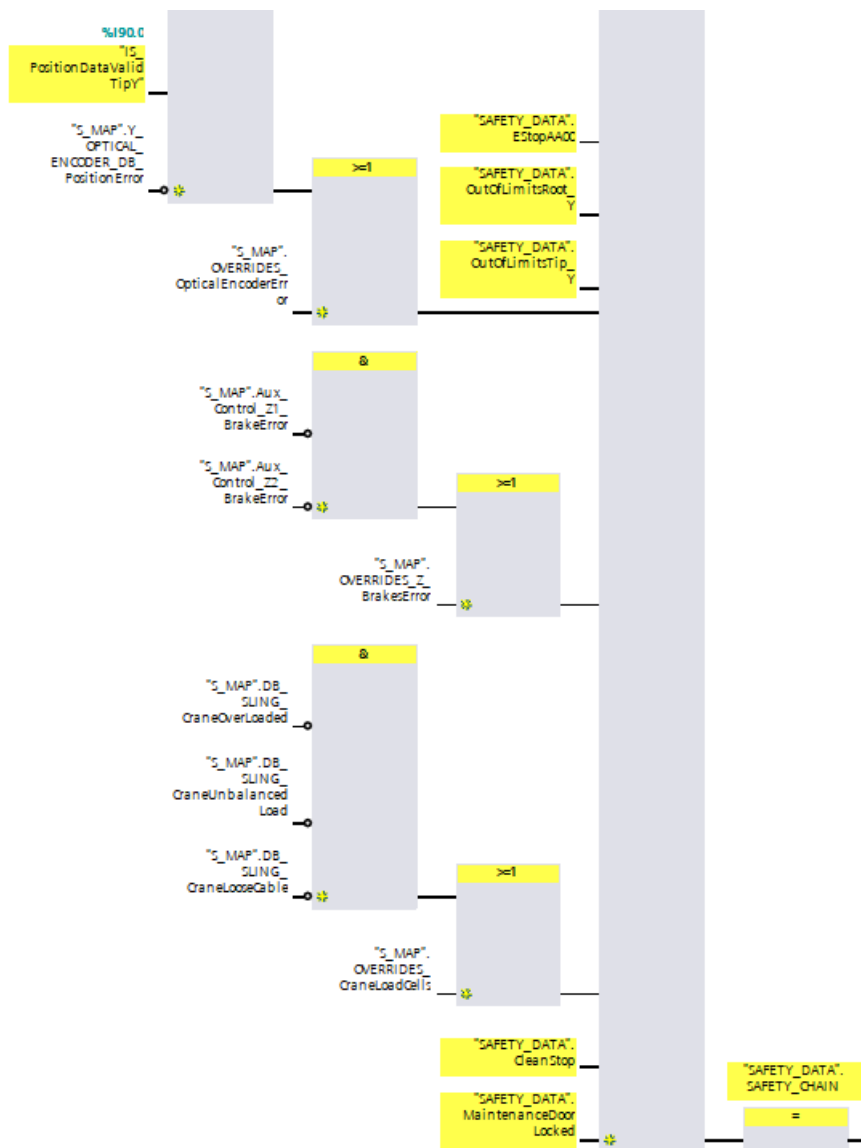 %I90.0
"IS_
PositionDataValid
TipY"
"S_MAP".Y_
OPTICAL_
ENCODER_DB_
PositionError
>=1
"S_MAP".
OVERRIDES_
OpticalEncoderErr
or
"SAFETY_DATA".
EStopAA00
"SAFETY_DATA".
OutOfLimitsRoot_
Y
"SAFETY_DATA".
OutOfLimitsTip_
Y
&
"S_MAP".Aux_
Control_Z1_
BrakeError
"S_MAP".Aux_
Control_Z2_
BrakeError
>=1
"S_MAP".
OVERRIDES_Z_
BrakesError
&
"S_MAP".DB_
SLING_
CraneOverLoaded
"S_MAP".DB_
SLING_
CraneUnbalanced
Load
"S_MAP".DB_
SLING_
CraneLooseCable
>=1
"S_MAP".
OVERRIDES_
CraneLoadCells
"SAFETY_DATA".
CleanStop
"SAFETY_DATA".
MaintenanceDoor
Locked
"SAFETY_DATA".
SAFETY_CHAIN
=